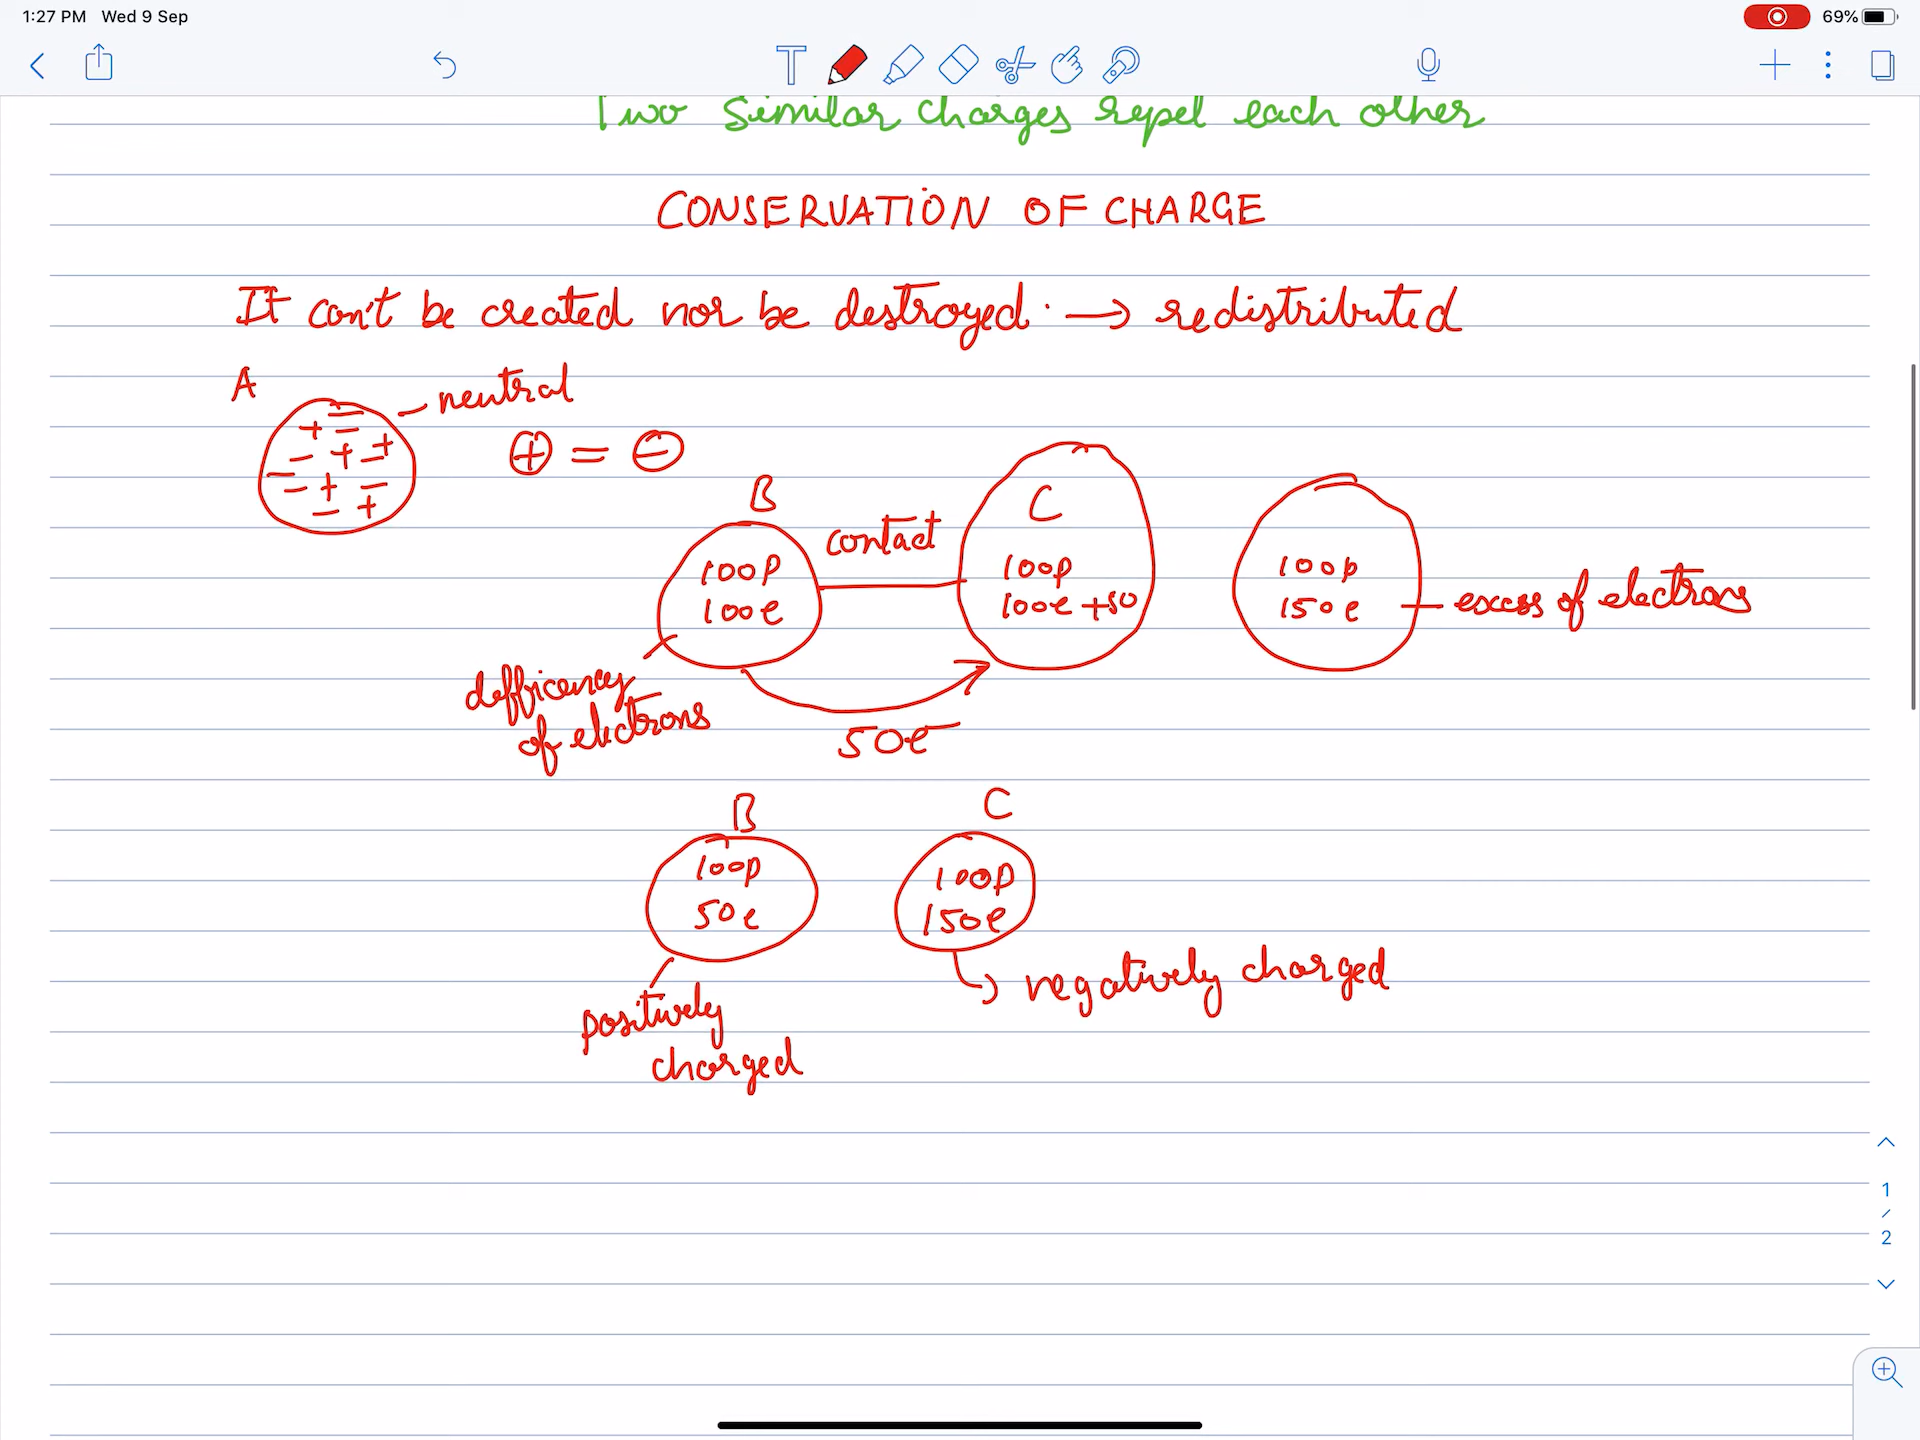 1:27 PM Wed 9 Sep
69%
Two Similar charges repel each other
CONSERVATION OF CHARGE
It can't be created nor be destroyed. → redistributed
A
neutral
+ = −
B
contact
C
100p
100e
100p
100e +50
100p
150e
excess of electrons
defficency
of electrons
50e⁻
B
C
100p
50e
100p
150e
negatively charged
positively
charged
1
/
2